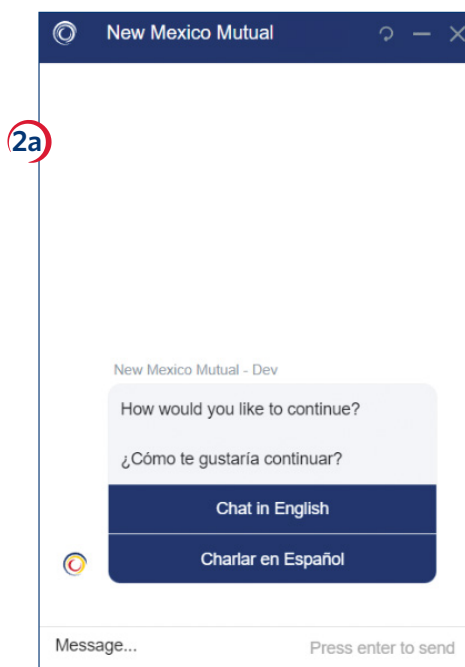 New Mexico Mutual
2a
New Mexico Mutual - Dev
How would you like to continue?
¿Cómo te gustaría continuar?
Chat in English
Charlar en Español
Message...
Press enter to send